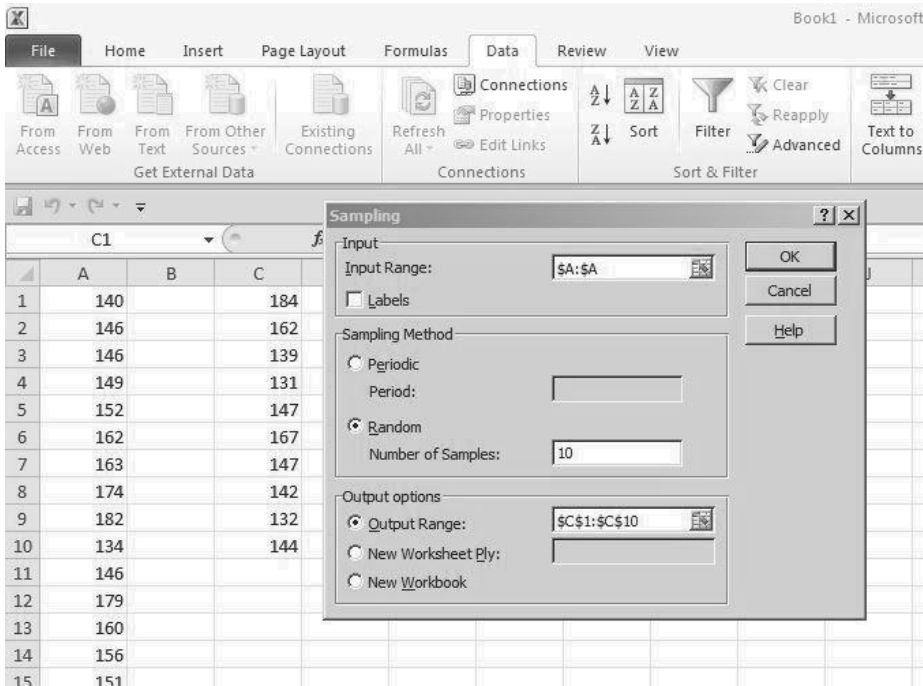 Book1 - Microsoft
File Home Insert Page Layout Formulas Data Review View
From Access
From Web
From Text
From Other Sources
Existing Connections
Get External Data
Refresh All
Connections
Properties
Edit Links
Connections
Sort
Filter
Clear
Reapply
Advanced
Sort & Filter
Text to Columns
C1
A B C
1 140 184
2 146 162
3 146 139
4 149 131
5 152 147
6 162 167
7 163 147
8 174 142
9 182 132
10 134 144
11 146
12 179
13 160
14 156
15 151
Sampling
Input
Input Range: $A:$A
Labels
Sampling Method
Periodic
Period:
Random
Number of Samples: 10
Output options
Output Range: $C$1:$C$10
New Worksheet Ply:
New Workbook
OK
Cancel
Help